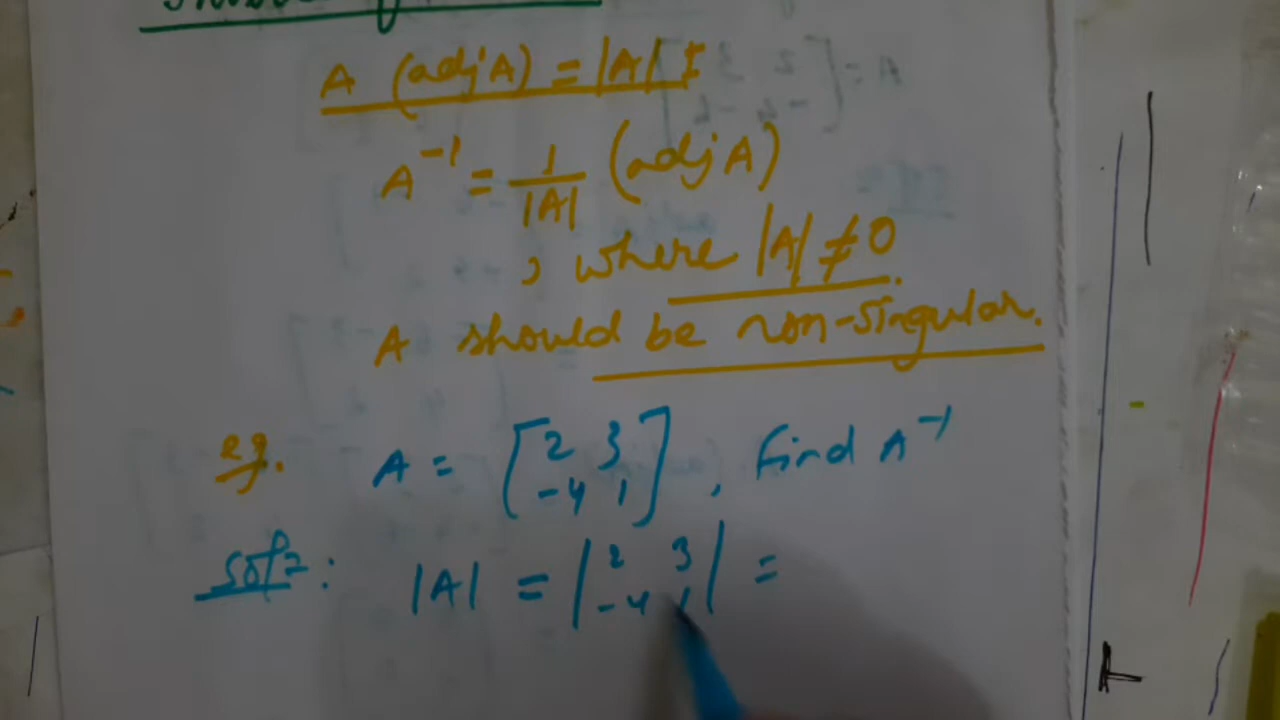 A (adj A) = |A| I
A⁻¹ = 1/|A| (adj A)
, where |A| ≠ 0.
A should be non-singular.
eg. A = [2 3 -4 1], Find A⁻¹
Solⁿ: |A| = |2 3 -4 1| =